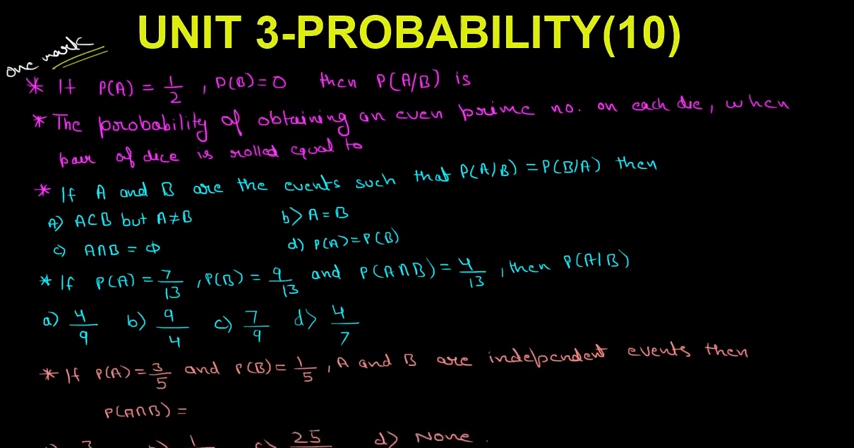 UNIT 3-PROBABILITY(10)
one mark
* If P(A) = 1/2 , P(B)=0 then P(A/B) is
* The probability of obtaining an even prime no. on each die, when
pair of dice is rolled equal to
* If A and B are the events such that P(A/B) = P(B/A) then
a) A⊂B but A≠B b) A=B
c) A∩B = Φ d) P(A)=P(B)
* If P(A) = 7/13 , P(B) = 9/13 and P(A∩B) = 4/13 , then P(A/B)
a) 4/9 b) 9/4 c) 7/9 d) 4/7
* If P(A) = 3/5 and P(B) = 1/5 , A and B are independent events then
P(A∩B) =
3 1 25 d) None.